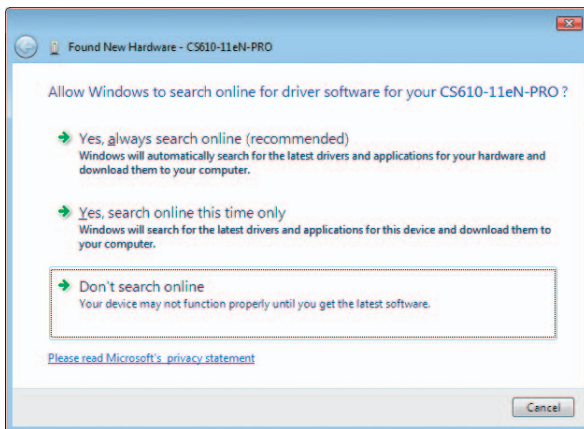 Found New Hardware - CS610-11eN-PRO
Allow Windows to search online for driver software for your CS610-11eN-PRO ?
Yes, always search online (recommended)
Windows will automatically search for the latest drivers and applications for your hardware and
download them to your computer.
Yes, search online this time only
Windows will search for the latest drivers and applications for this device and download them to
your computer.
Don't search online
Your device may not function properly until you get the latest software.
Please read Microsoft's privacy statement
Cancel